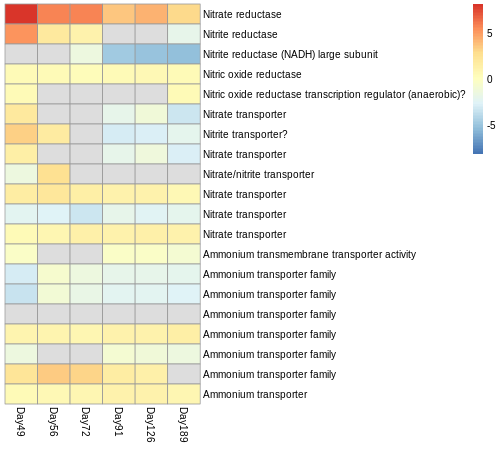 Nitrate reductase
Nitrite reductase
Nitrite reductase (NADH) large subunit
Nitric oxide reductase
Nitric oxide reductase transcription regulator (anaerobic)?
Nitrate transporter
Nitrite transporter?
Nitrate transporter
Nitrate/nitrite transporter
Nitrate transporter
Nitrate transporter
Nitrate transporter
Ammonium transmembrane transporter activity
Ammonium transporter family
Ammonium transporter family
Ammonium transporter family
Ammonium transporter family
Ammonium transporter family
Ammonium transporter family
Ammonium transporter
Day49
Day56
Day72
Day91
Day126
Day189
5
0
-5